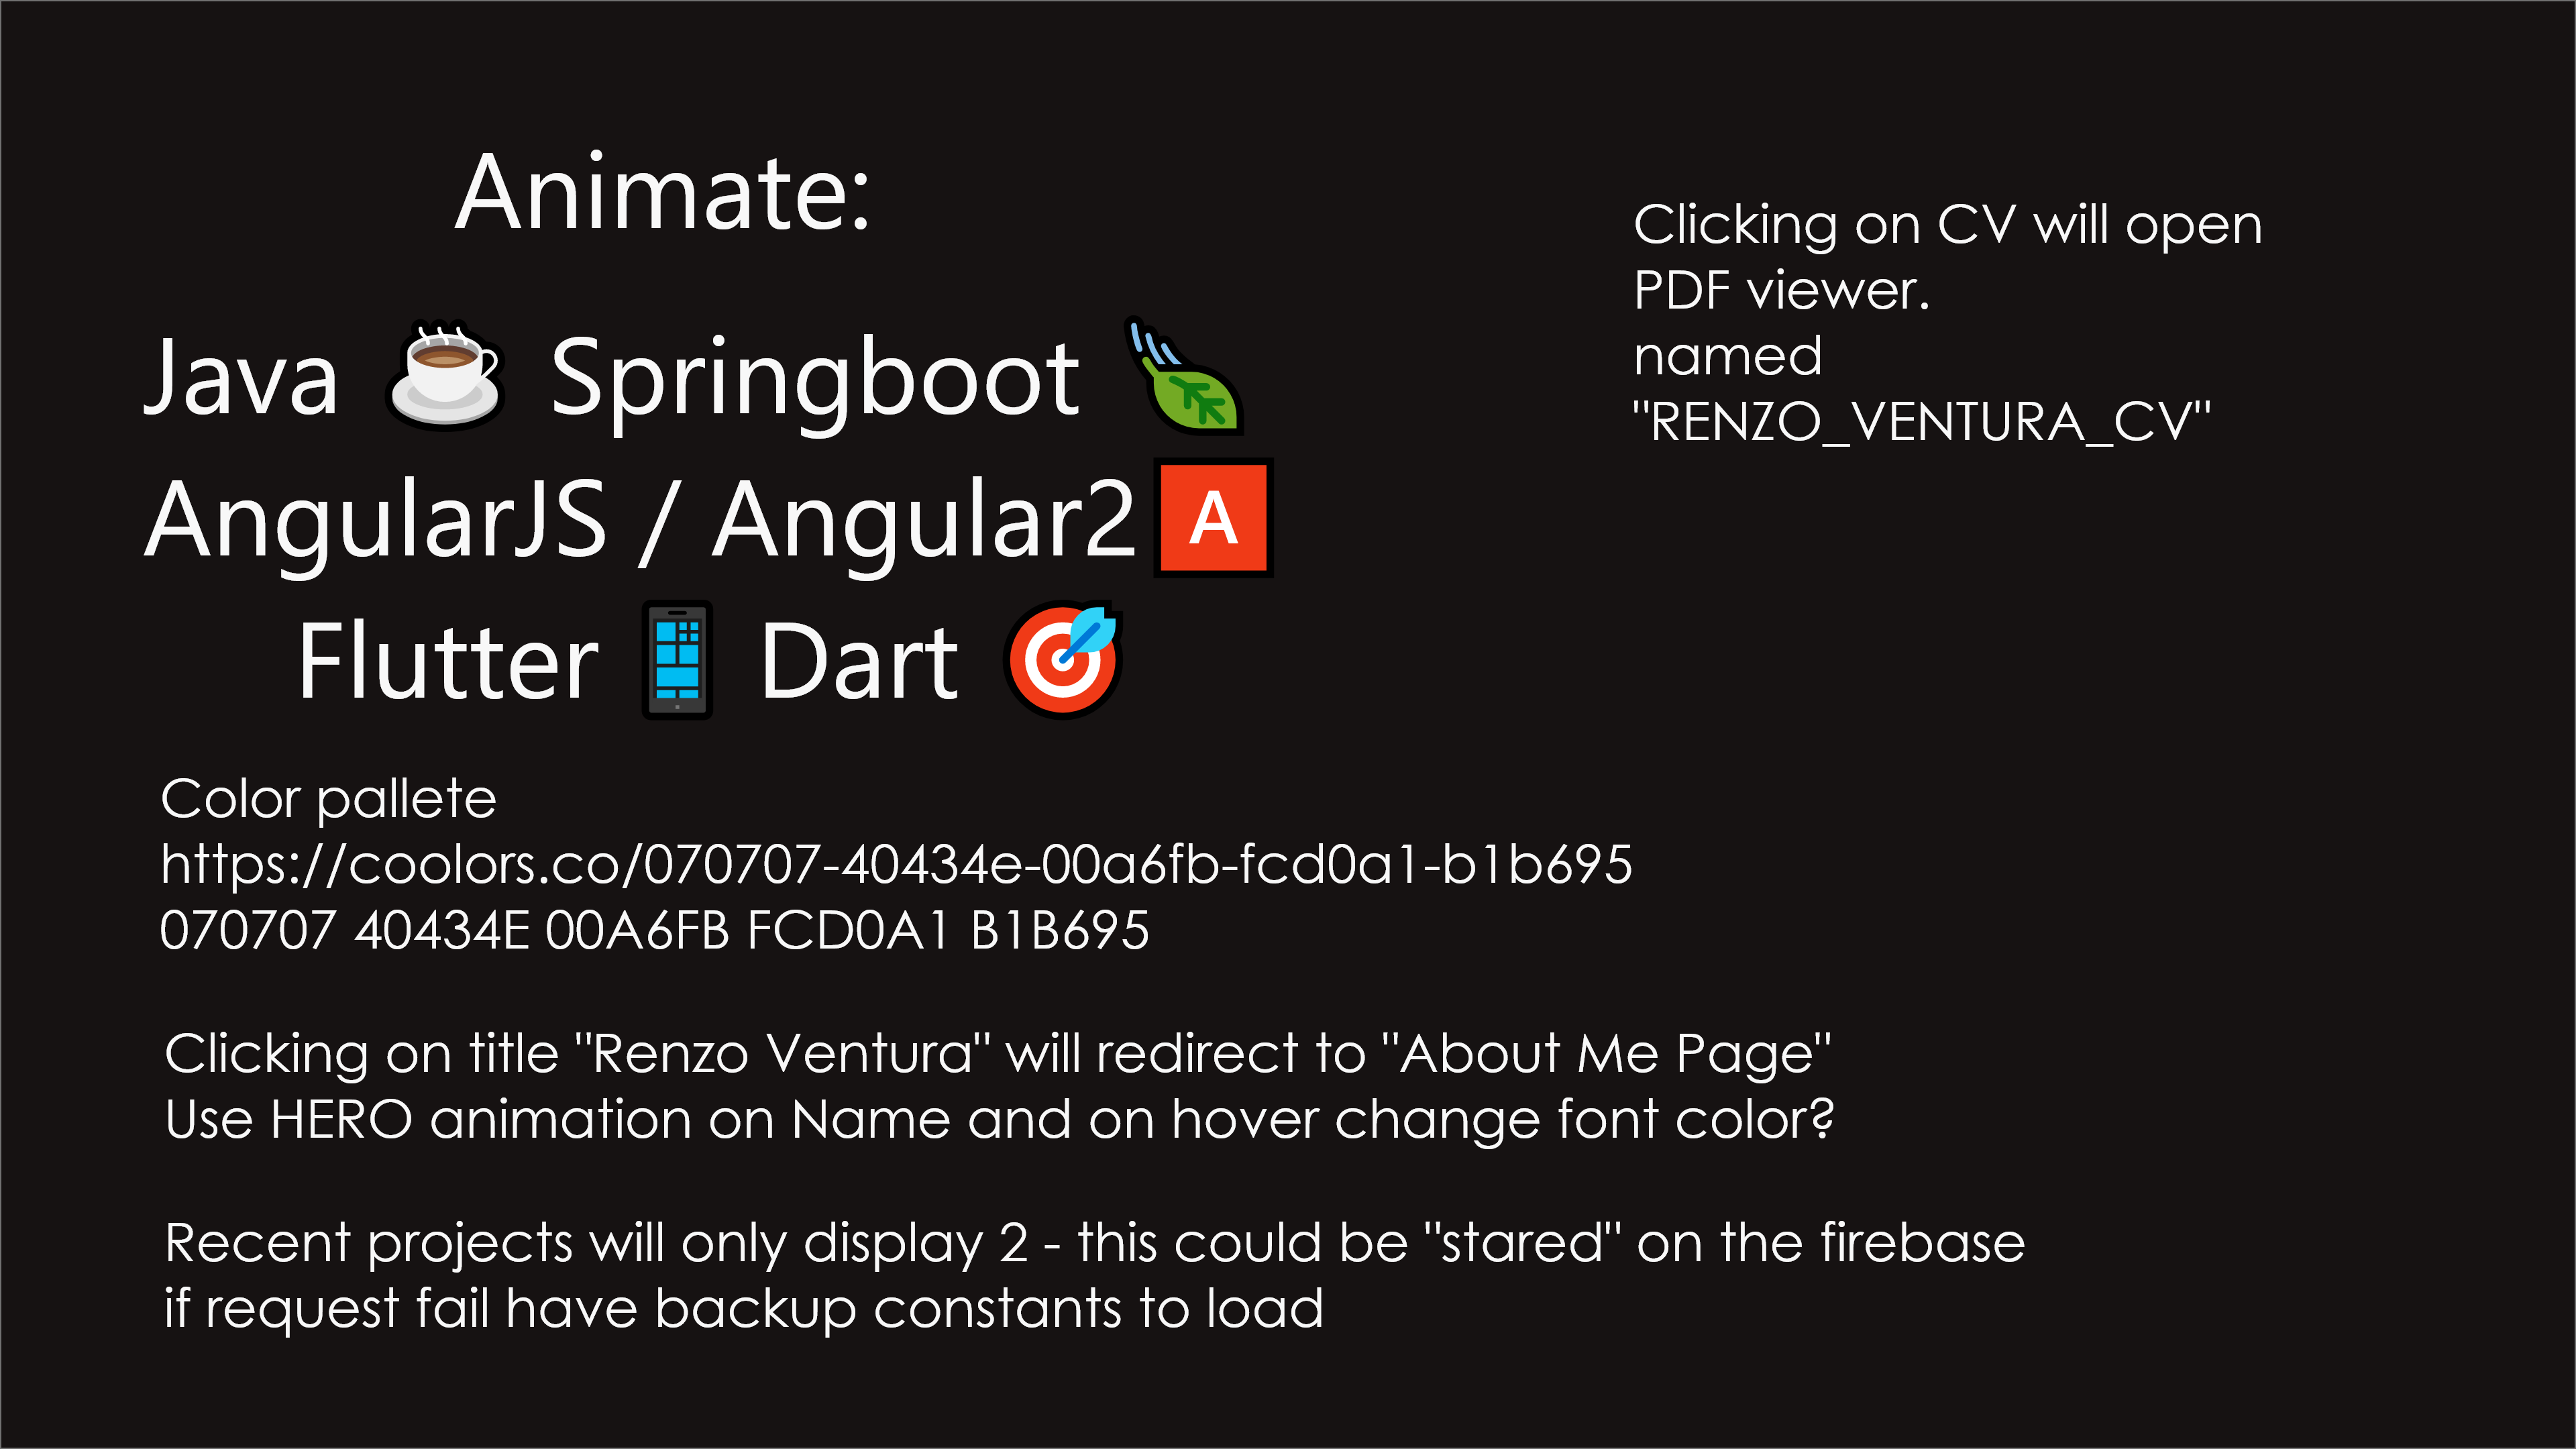 Animate:
Java ☕ Springboot 🍃
AngularJS / Angular2 🅰
Flutter 📱 Dart 🎯
Clicking on CV will open
PDF viewer.
named
"RENZO_VENTURA_CV"
Color pallete
https://coolors.co/070707-40434e-00a6fb-fcd0a1-b1b695
070707 40434E 00A6FB FCD0A1 B1B695
Clicking on title "Renzo Ventura" will redirect to "About Me Page"
Use HERO animation on Name and on hover change font color?
Recent projects will only display 2 - this could be "stared" on the firebase
if request fail have backup constants to load